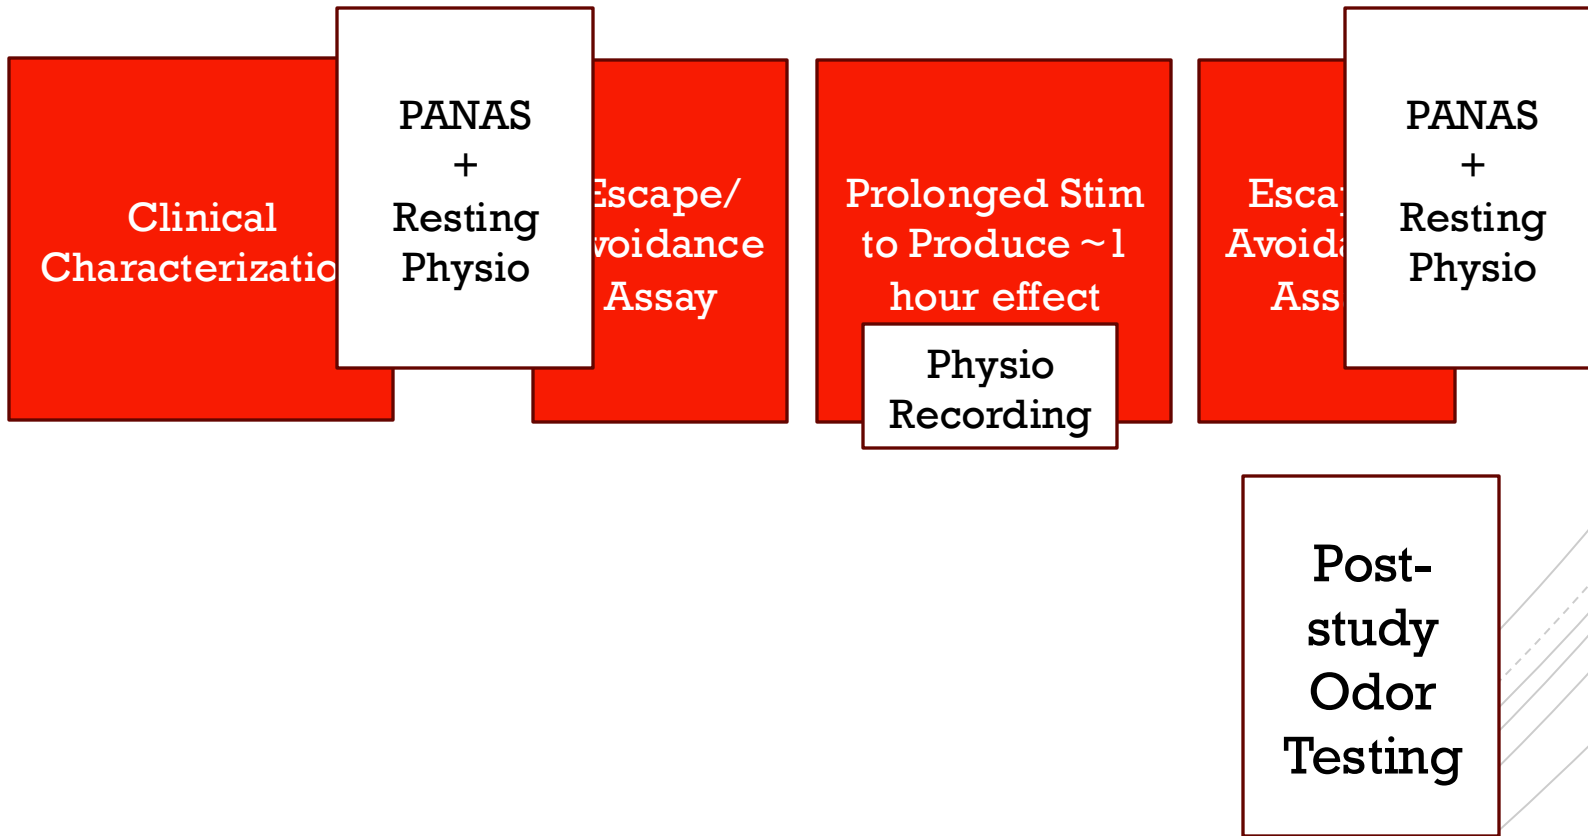 Clinical
Characterizatio
PANAS
+
Resting
Physio
Escape/
voidance
Assay
Prolonged Stim
to Produce ~1
hour effect
Physio
Recording
Esca
Avoida
Ass
PANAS
+
Resting
Physio
Post-
study
Odor
Testing